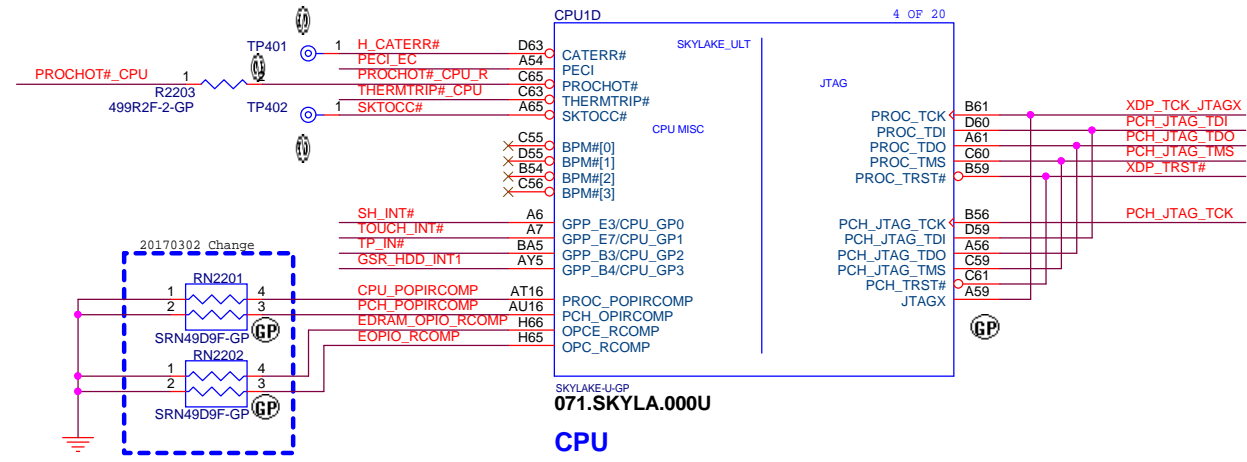 CPU1D
4 OF 20
SKYLAKE_ULT
JTAG
CPU MISC
TP401
1
H_CATERR#
D63
CATERR#
PECI_EC
A54
PECI
PROCHOT#_CPU
1
2
R2203
499R2F-2-GP
PROCHOT#_CPU_R
C65
PROCHOT#
THERMTRIP#_CPU
C63
THERMTRIP#
TP402
1
SKTOCC#
A65
SKTOCC#
C55
BPM#[0]
D55
BPM#[1]
B54
BPM#[2]
C56
BPM#[3]
SH_INT#
A6
GPP_E3/CPU_GP0
TOUCH_INT#
A7
GPP_E7/CPU_GP1
TP_IN#
BA5
GPP_B3/CPU_GP2
GSR_HDD_INT1
AY5
GPP_B4/CPU_GP3
20170302 Change
RN2201
1
4
2
3
SRN49D9F-GP
GP
CPU_POPIRCOMP
AT16
PROC_POPIRCOMP
PCH_POPIRCOMP
AU16
PCH_OPIRCOMP
EDRAM_OPIO_RCOMP
H66
OPCE_RCOMP
EOPIO_RCOMP
H65
OPC_RCOMP
RN2202
1
4
2
3
SRN49D9F-GP
GP
PROC_TCK
B61
XDP_TCK_JTAGX
PROC_TDI
D60
PCH_JTAG_TDI
PROC_TDO
A61
PCH_JTAG_TDO
PROC_TMS
C60
PCH_JTAG_TMS
PROC_TRST#
B59
XDP_TRST#
PCH_JTAG_TCK
B56
PCH_JTAG_TCK
PCH_JTAG_TDI
D59
PCH_JTAG_TDO
A56
PCH_JTAG_TMS
C59
PCH_TRST#
C61
JTAGX
A59
GP
SKYLAKE-U-GP
071.SKYLA.000U
CPU